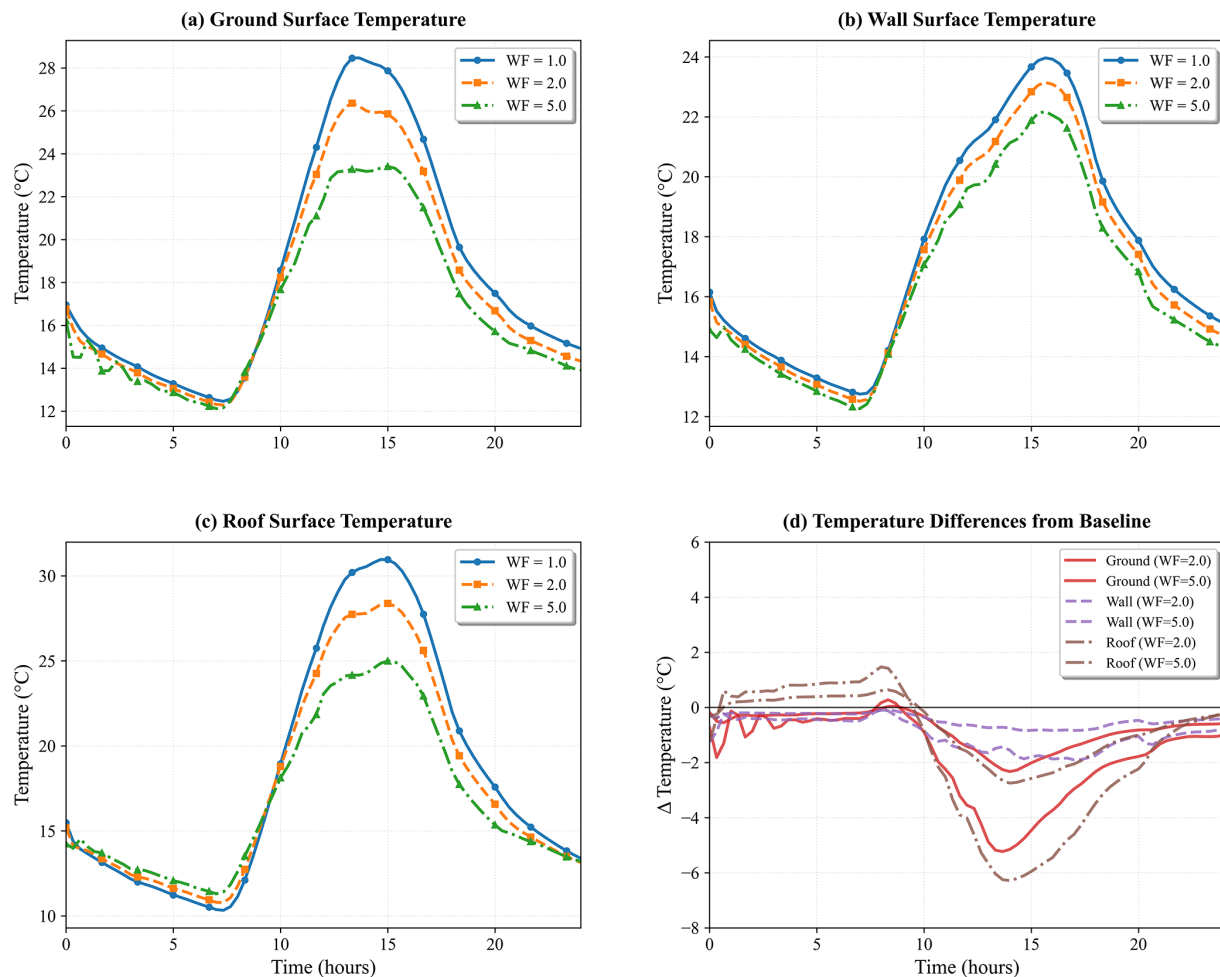 (a) Ground Surface Temperature
Temperature (°C)
28
26
24
22
20
18
16
14
12
0
5
10
15
20
WF = 1.0
WF = 2.0
WF = 5.0
(b) Wall Surface Temperature
Temperature (°C)
24
22
20
18
16
14
12
0
5
10
15
20
WF = 1.0
WF = 2.0
WF = 5.0
(c) Roof Surface Temperature
Temperature (°C)
30
25
20
15
10
0
5
10
15
20
Time (hours)
WF = 1.0
WF = 2.0
WF = 5.0
(d) Temperature Differences from Baseline
Δ Temperature (°C)
6
4
2
0
−2
−4
−6
−8
0
5
10
15
20
Time (hours)
Ground (WF=2.0)
Ground (WF=5.0)
Wall (WF=2.0)
Wall (WF=5.0)
Roof (WF=2.0)
Roof (WF=5.0)